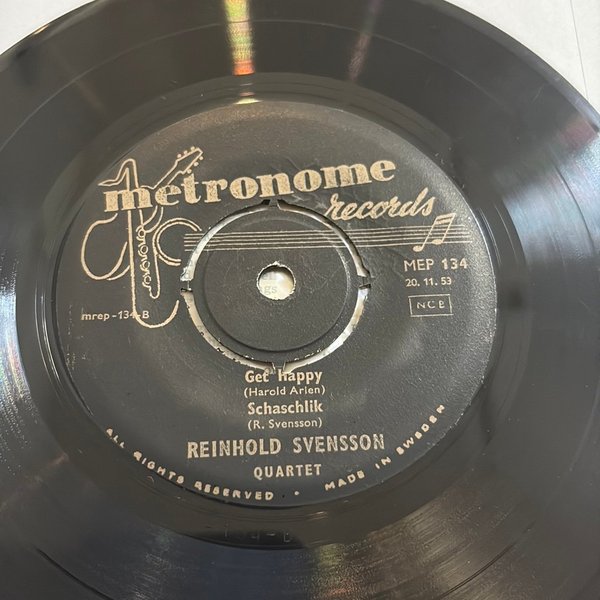 metronome
records
MEP 134
20.11.53
NCB
mrep-134-B
Get Happy
(Harold Arlen)
Schaschlik
(R. Svensson)
REINHOLD SVENSSON
QUARTET
ALL RIGHTS RESERVED • MADE IN SWEDEN